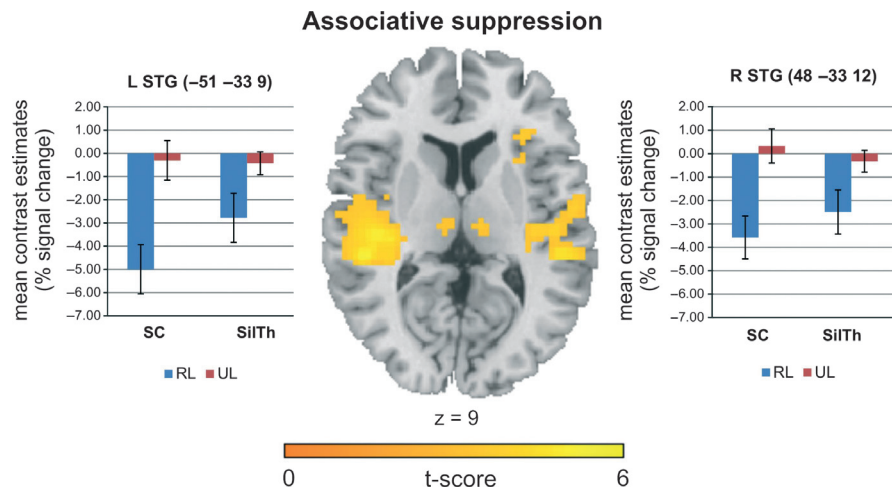 Associative suppression
L STG (−51 −33 9)
mean contrast estimates
(% signal change)
2.00
1.00
0.00
−1.00
−2.00
−3.00
−4.00
−5.00
−6.00
−7.00
SC SilTh
RL UL
z = 9
0 t-score 6
R STG (48 −33 12)
mean contrast estimates
(% signal change)
2.00
1.00
0.00
−1.00
−2.00
−3.00
−4.00
−5.00
−6.00
−7.00
SC SilTh
RL UL